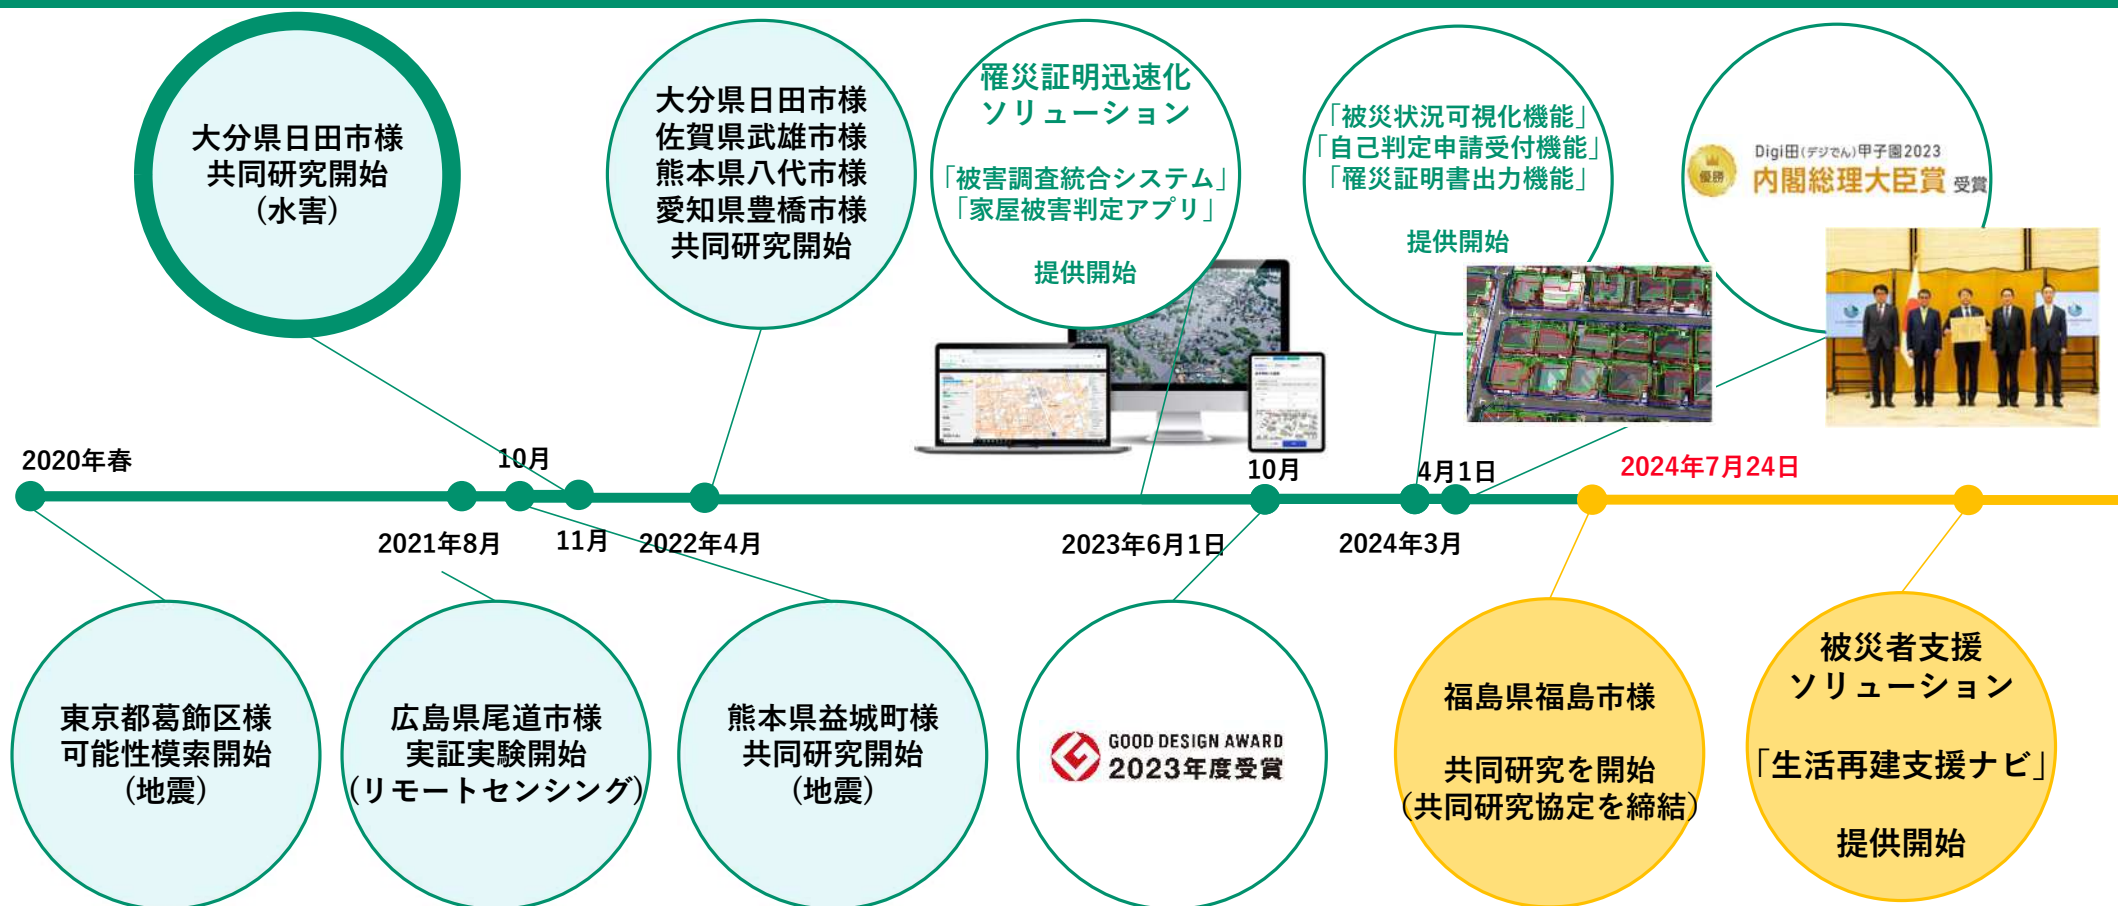 大分県日田市様
共同研究開始
(水害)
大分県日田市様
佐賀県武雄市様
熊本県八代市様
愛知県豊橋市様
共同研究開始
罹災証明迅速化
ソリューション
「被害調査統合システム」
「家屋被害判定アプリ」
提供開始
「被災状況可視化機能」
「自己判定申請受付機能」
「罹災証明書出力機能」
提供開始
優勝
Digi田(デジでん)甲子園2023
内閣総理大臣賞 受賞
2020年春
10月
10月
4月1日
2024年7月24日
2021年8月
11月
2022年4月
2023年6月1日
2024年3月
東京都葛飾区様
可能性模索開始
(地震)
広島県尾道市様
実証実験開始
(リモートセンシング)
熊本県益城町様
共同研究開始
(地震)
GOOD DESIGN AWARD
2023年度受賞
福島県福島市様
共同研究を開始
(共同研究協定を締結)
被災者支援
ソリューション
「生活再建支援ナビ」
提供開始